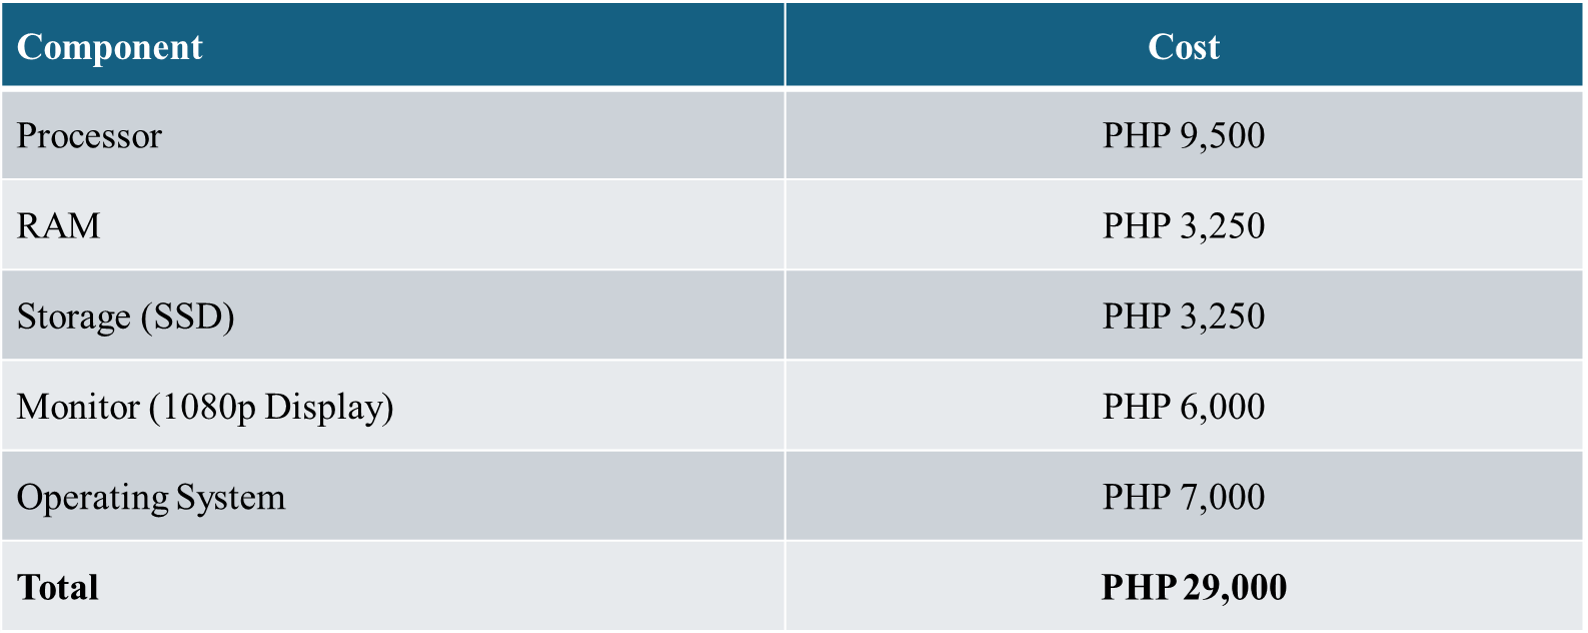 Component Cost
Processor PHP 9,500
RAM PHP 3,250
Storage (SSD) PHP 3,250
Monitor (1080p Display) PHP 6,000
Operating System PHP 7,000
Total PHP 29,000